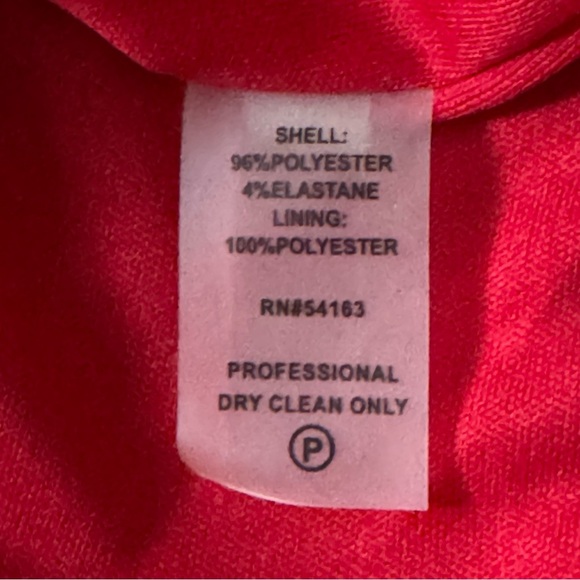 SHELL:
96%POLYESTER
4%ELASTANE
LINING:
100%POLYESTER
RN#54163
PROFESSIONAL
DRY CLEAN ONLY
P